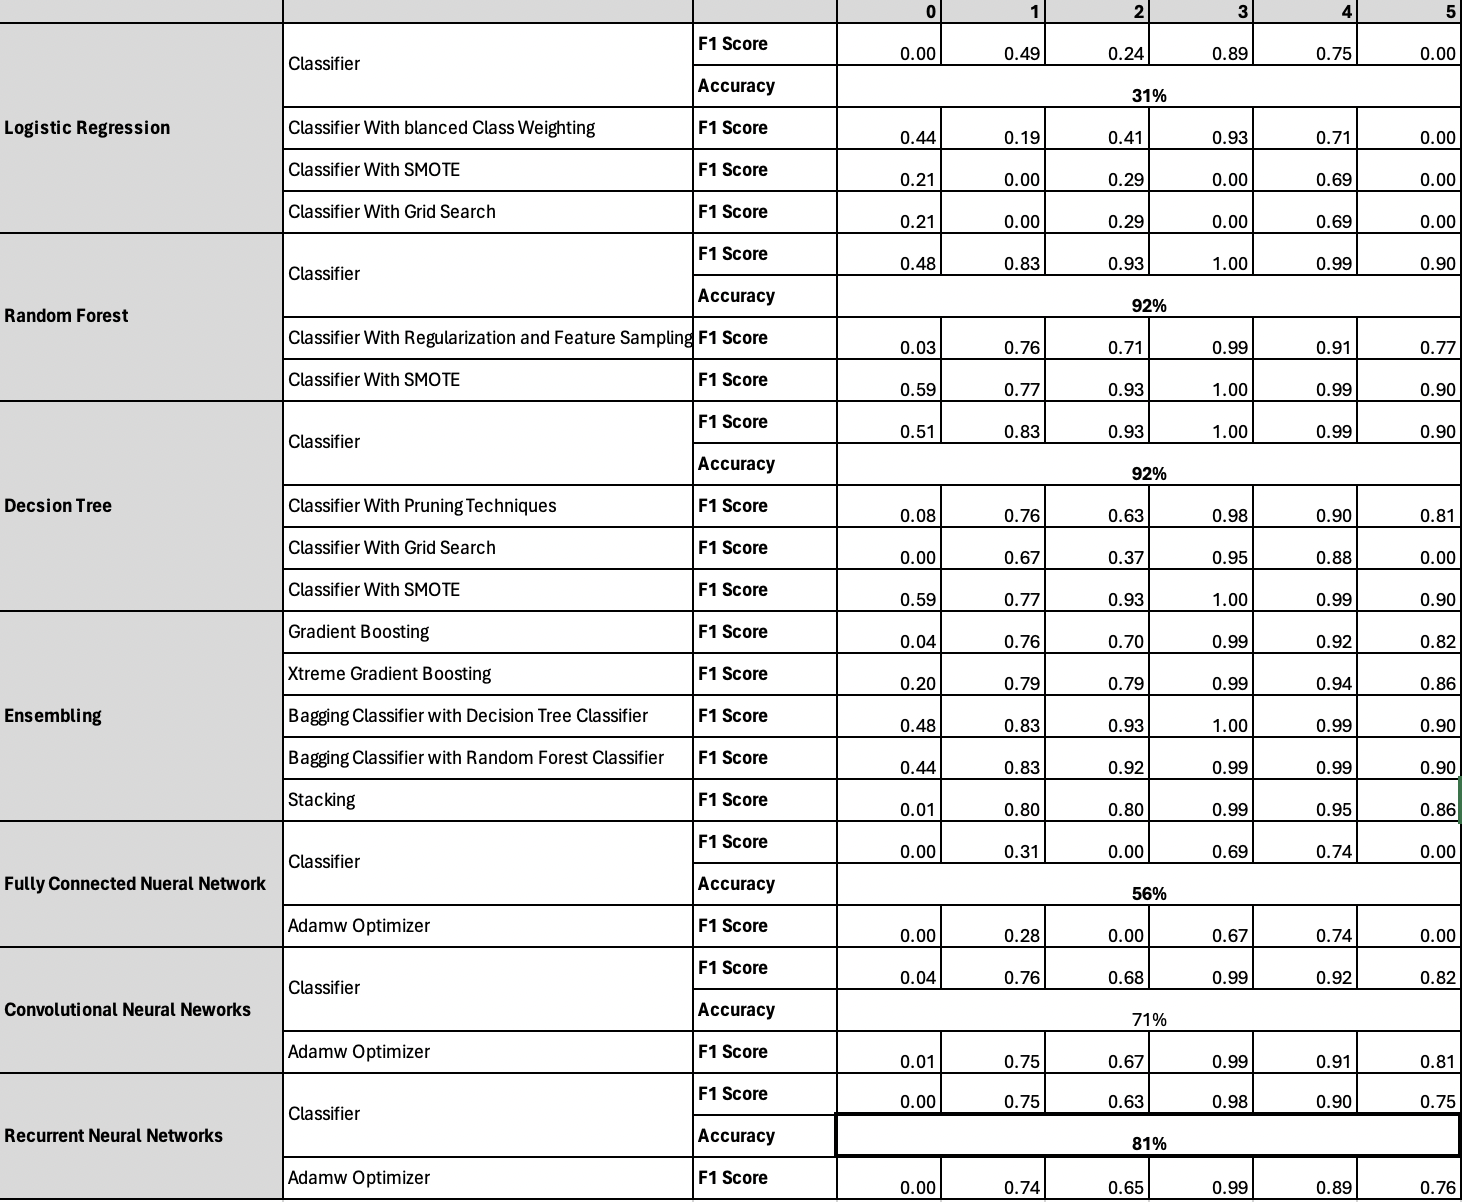 0 1 2 3 4 5
Logistic Regression
Classifier
F1 Score 0.00 0.49 0.24 0.89 0.75 0.00
Accuracy 31%
Classifier With blanced Class Weighting F1 Score 0.44 0.19 0.41 0.93 0.71 0.00
Classifier With SMOTE F1 Score 0.21 0.00 0.29 0.00 0.69 0.00
Classifier With Grid Search F1 Score 0.21 0.00 0.29 0.00 0.69 0.00
Random Forest
Classifier
F1 Score 0.48 0.83 0.93 1.00 0.99 0.90
Accuracy 92%
Classifier With Regularization and Feature Sampling F1 Score 0.03 0.76 0.71 0.99 0.91 0.77
Classifier With SMOTE F1 Score 0.59 0.77 0.93 1.00 0.99 0.90
Decsion Tree
Classifier
F1 Score 0.51 0.83 0.93 1.00 0.99 0.90
Accuracy 92%
Classifier With Pruning Techniques F1 Score 0.08 0.76 0.63 0.98 0.90 0.81
Classifier With Grid Search F1 Score 0.00 0.67 0.37 0.95 0.88 0.00
Classifier With SMOTE F1 Score 0.59 0.77 0.93 1.00 0.99 0.90
Ensembling
Gradient Boosting F1 Score 0.04 0.76 0.70 0.99 0.92 0.82
Xtreme Gradient Boosting F1 Score 0.20 0.79 0.79 0.99 0.94 0.86
Bagging Classifier with Decision Tree Classifier F1 Score 0.48 0.83 0.93 1.00 0.99 0.90
Bagging Classifier with Random Forest Classifier F1 Score 0.44 0.83 0.92 0.99 0.99 0.90
Stacking F1 Score 0.01 0.80 0.80 0.99 0.95 0.86
Fully Connected Nueral Network
Classifier
F1 Score 0.00 0.31 0.00 0.69 0.74 0.00
Accuracy 56%
Adamw Optimizer F1 Score 0.00 0.28 0.00 0.67 0.74 0.00
Convolutional Neural Neworks
Classifier
F1 Score 0.04 0.76 0.68 0.99 0.92 0.82
Accuracy 71%
Adamw Optimizer F1 Score 0.01 0.75 0.67 0.99 0.91 0.81
Recurrent Neural Networks
Classifier
F1 Score 0.00 0.75 0.63 0.98 0.90 0.75
Accuracy 81%
Adamw Optimizer F1 Score 0.00 0.74 0.65 0.99 0.89 0.76